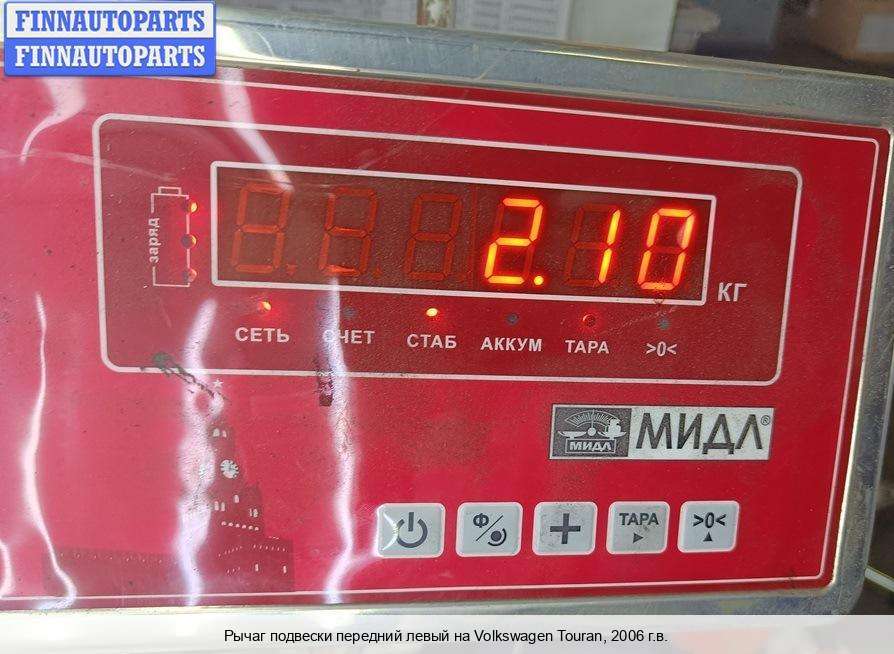 FINNAUTOPARTS
FINNAUTOPARTS
заряд
2.10
КГ
СЕТЬ СЧЕТ СТАБ АККУМ ТАРА >0<
МИДЛ МИДЛ®
Ф ТАРА >0<
Рычаг подвески передний левый на Volkswagen Touran, 2006 г.в.